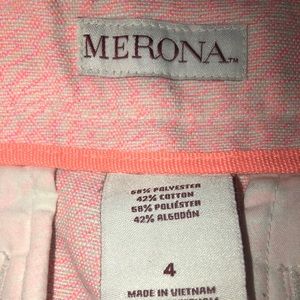 MERONA™
58% POLYESTER
42% COTTON
58% POLIÉSTER
42% ALGODÓN
4
MADE IN VIETNAM